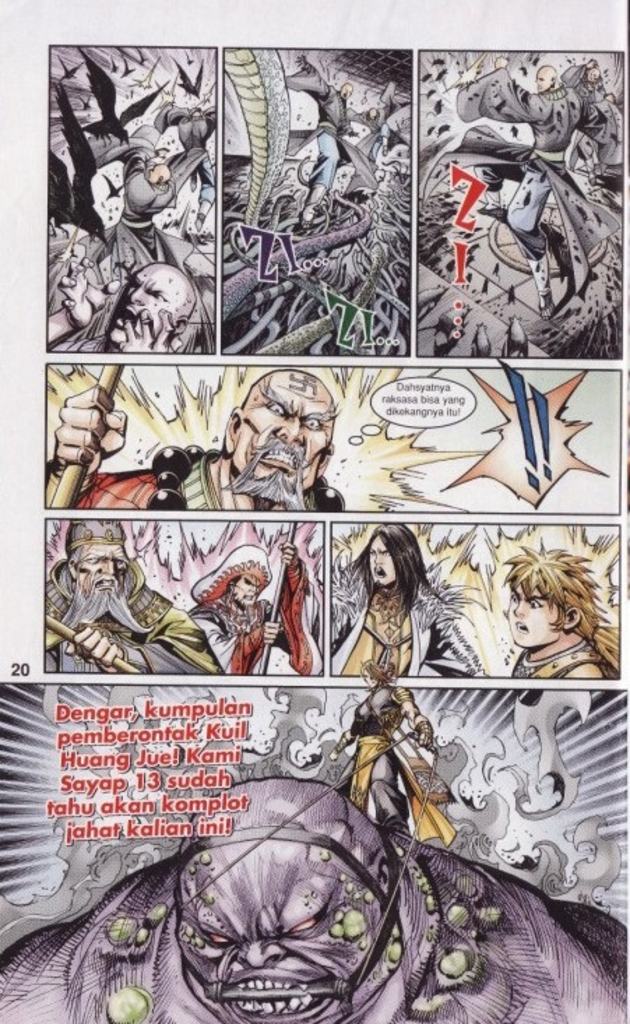 ZI...
ZI...
ZI...
Dahsyatnya
raksasa bisa yang
dikekangnya itu!
!!
20
Dengar, kumpulan
pemberontak Kuil
Huang Jue! Kami
Sayap 13 sudah
tahu akan komplot
jahat kalian ini!